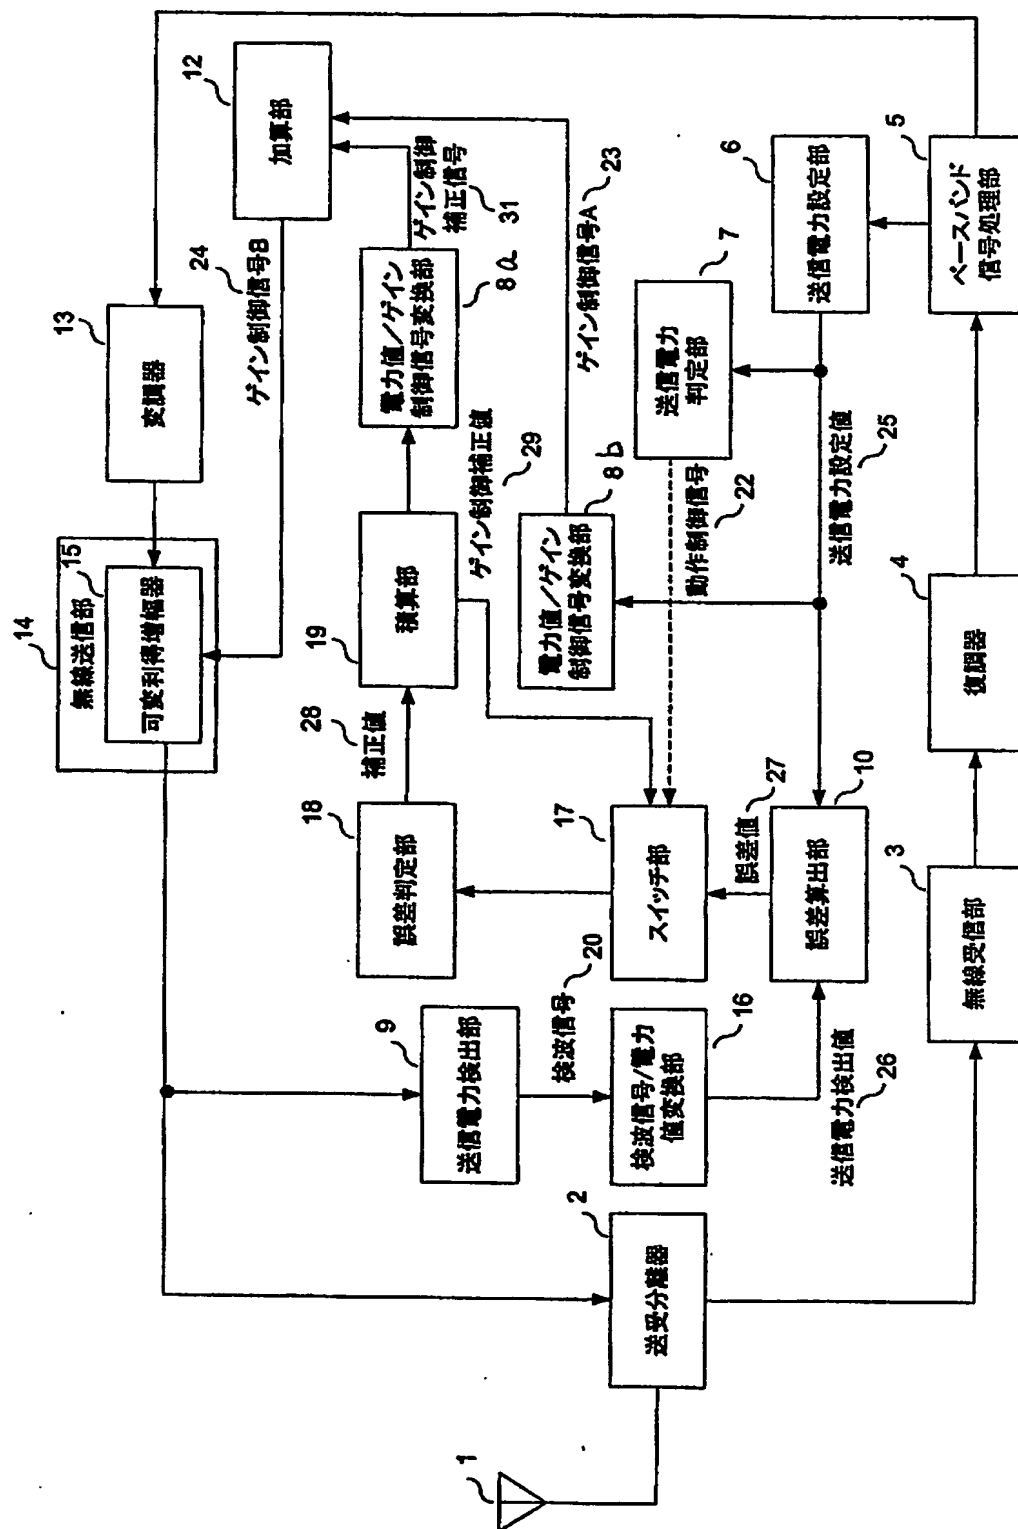 1
2
送受分離器
3
無線受信部
4
復調器
5
ベースバンド
信号処理部
6
送信電力設定部
7
送信電力
判定部
8a
電力値／ゲイン
制御信号変換部
8b
電力値／ゲイン
制御信号変換部
9
送信電力検出部
10
誤差算出部
12
加算部
13
変調器
14
無線送信部
15
可変利得増幅器
16
検波信号/電力
値変換部
17
スイッチ部
18
誤差判定部
19
積算部
検波信号
20
動作制御信号
22
ゲイン制御信号A
23
24
ゲイン制御信号B
送信電力設定値
25
送信電力検出値
26
誤差値
27
28
補正値
ゲイン制御補正値
29
ゲイン制御
補正信号
31